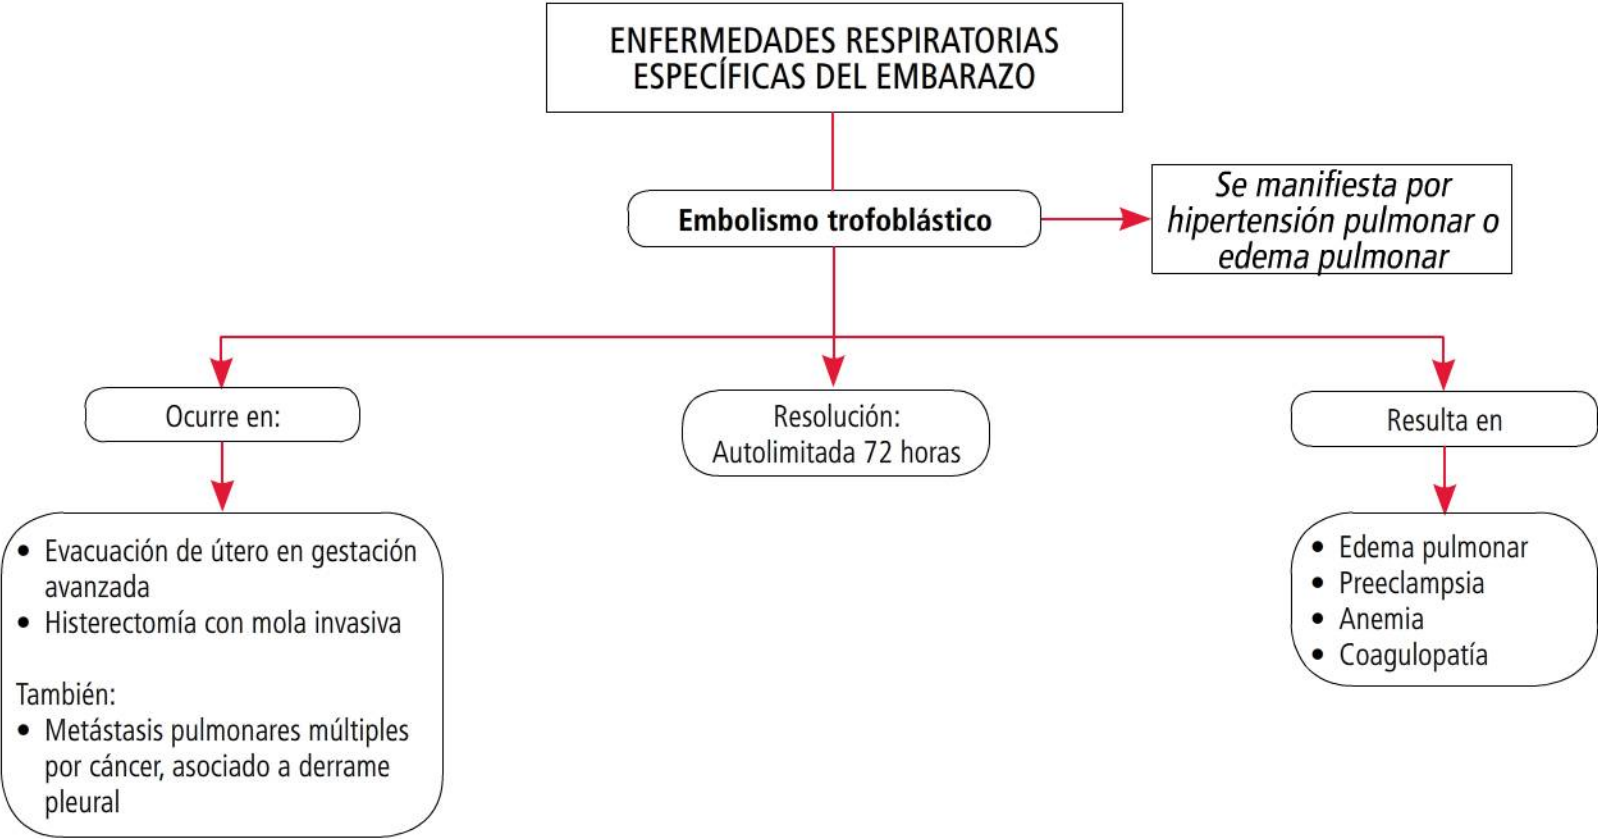 ENFERMEDADES RESPIRATORIAS
ESPECÍFICAS DEL EMBARAZO
Embolismo trofoblástico
Se manifiesta por
hipertensión pulmonar o
edema pulmonar
Ocurre en:
• Evacuación de útero en gestación
avanzada
• Histerectomía con mola invasiva
También:
• Metástasis pulmonares múltiples
por cáncer, asociado a derrame
pleural
Resolución:
Autolimitada 72 horas
Resulta en
• Edema pulmonar
• Preeclampsia
• Anemia
• Coagulopatía